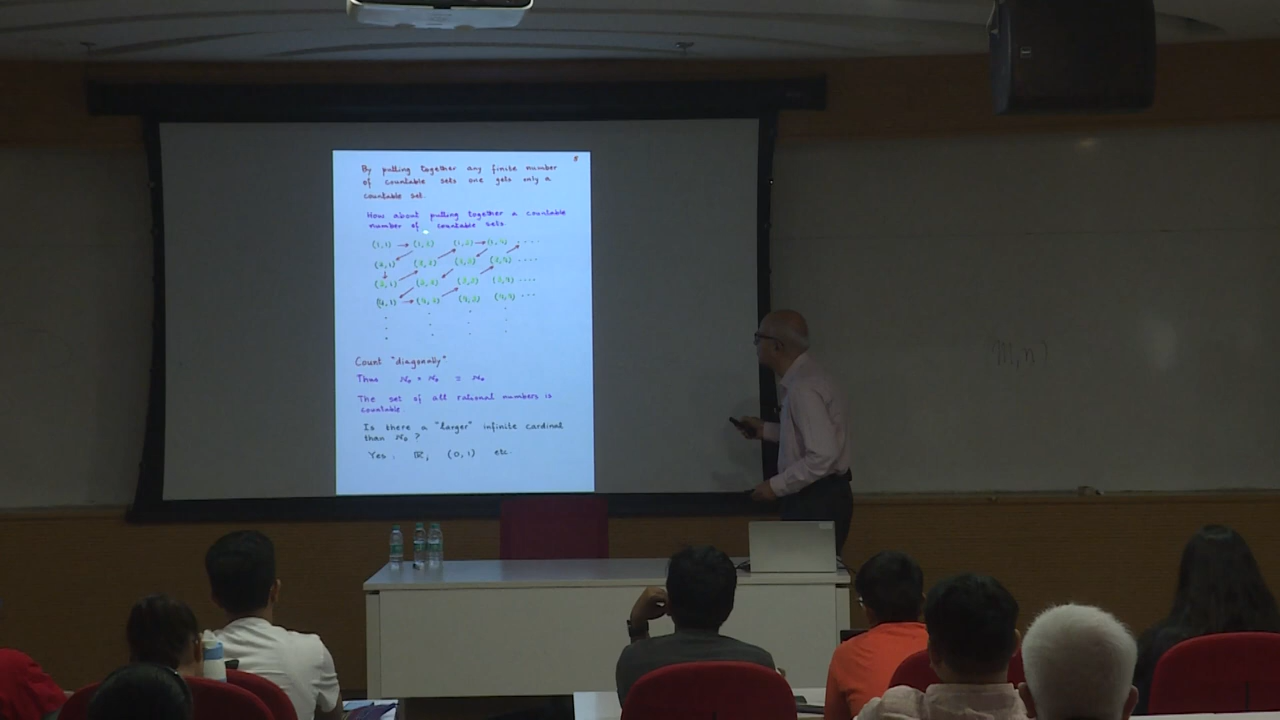 5
By putting together any finite number
of countable sets one gets only a
countable set.
How about putting together a countable
number of countable sets
(1,1) → (1,2) (1,3) → (1,4) ....
(2,1) (2,2) (2,3) (2,4) ....
(3,1) (3,2) (3,3) (3,4) ....
(4,1) → (4,2) (4,3) (4,4) ...
Count "diagonally"
Thus ℵ₀ × ℵ₀ = ℵ₀
The set of all rational numbers is
countable.
Is there a "larger" infinite cardinal
than ℵ₀ ?
Yes : ℝ, (0,1) etc.
(m,n)